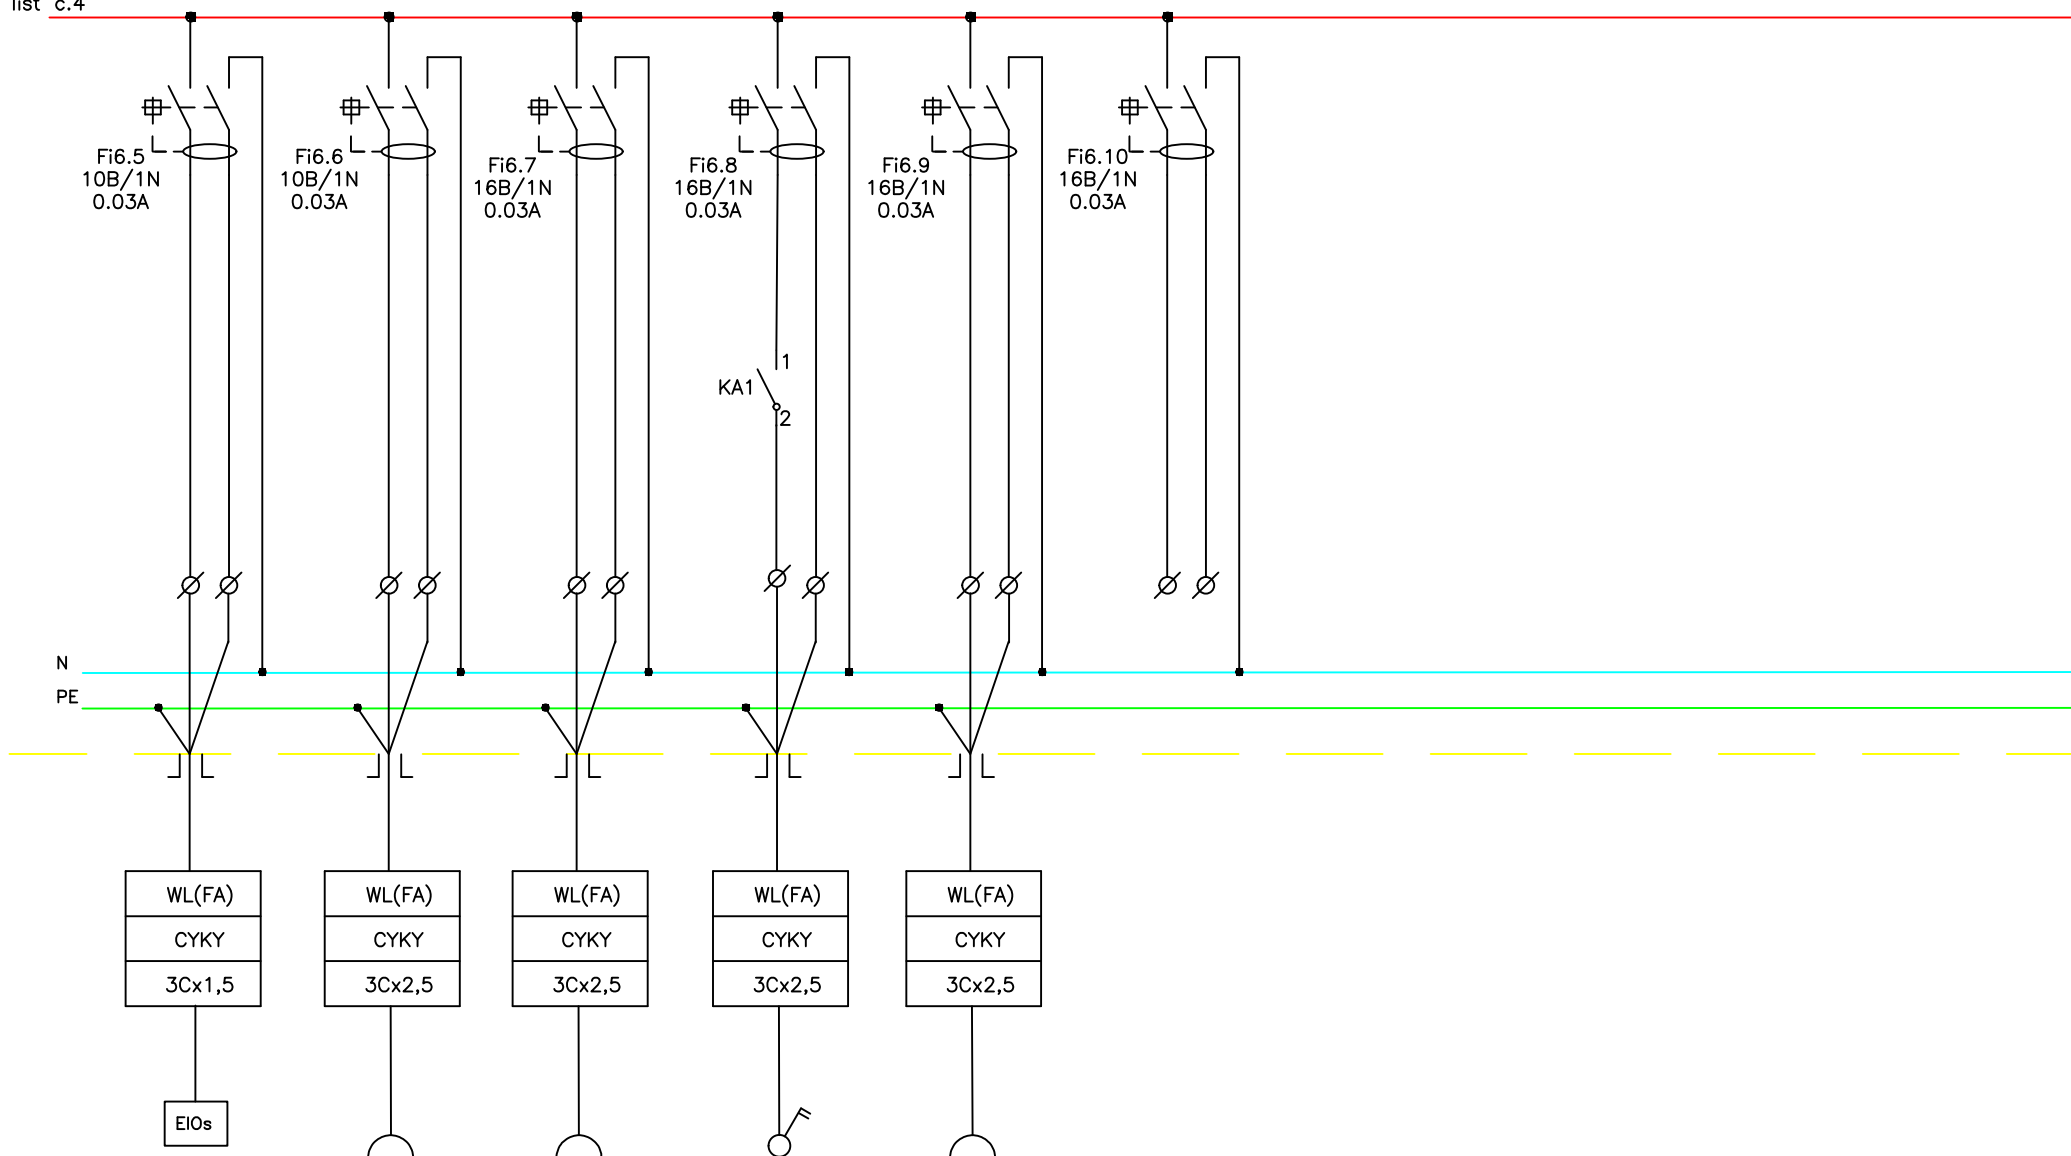 list c.4
Fi6.5
10B/1N
0.03A
Fi6.6
10B/1N
0.03A
Fi6.7
16B/1N
0.03A
Fi6.8
16B/1N
0.03A
Fi6.9
16B/1N
0.03A
Fi6.10
16B/1N
0.03A
1
KA1
2
N
PE
WL(FA)
CYKY
3Cx1,5
WL(FA)
CYKY
3Cx2,5
WL(FA)
CYKY
3Cx2,5
WL(FA)
CYKY
3Cx2,5
WL(FA)
CYKY
3Cx2,5
EIOs